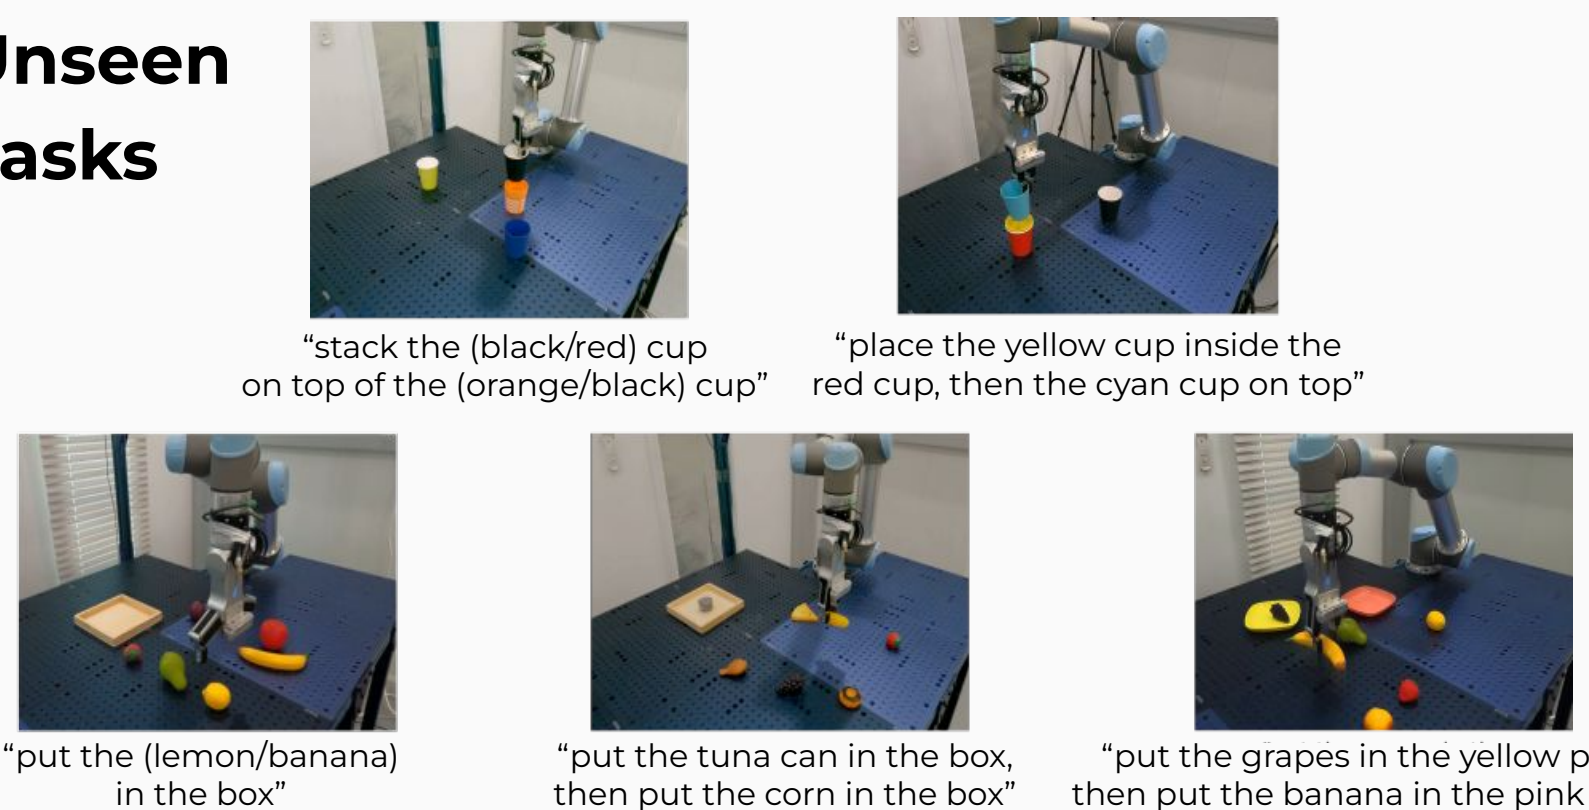 Unseen
asks
“stack the (black/red) cup
on top of the (orange/black) cup”
“place the yellow cup inside the
red cup, then the cyan cup on top”
“put the (lemon/banana)
in the box”
“put the tuna can in the box,
then put the corn in the box”
“put the grapes in the yellow p
then put the banana in the pink